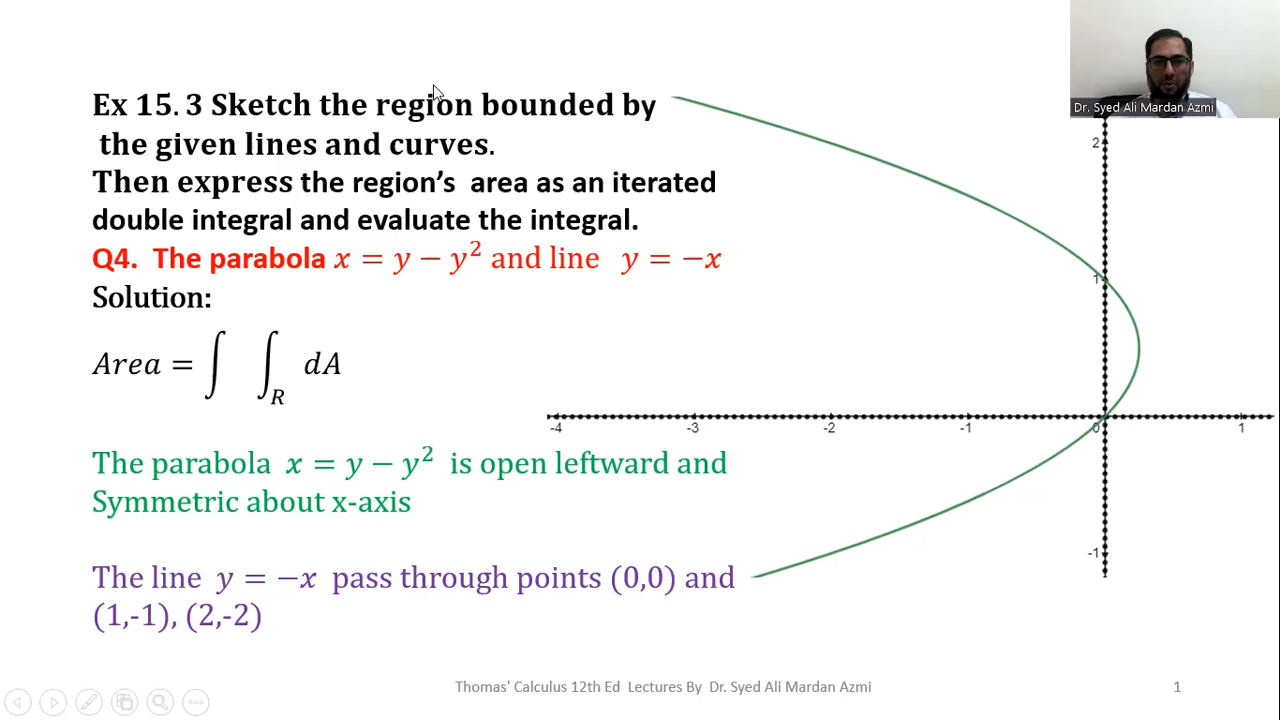 Ex 15. 3 Sketch the region bounded by
the given lines and curves.
Then express the region’s area as an iterated
double integral and evaluate the integral.
Q4. The parabola x = y − y² and line y = −x
Solution:
Area = ∫ ∫_R dA
The parabola x = y − y² is open leftward and
Symmetric about x-axis
The line y = −x pass through points (0,0) and
(1,-1), (2,-2)
Dr. Syed Ali Mardan Azmi
2
1
-4 -3 -2 -1 0 1
-1
Thomas' Calculus 12th Ed Lectures By Dr. Syed Ali Mardan Azmi
1